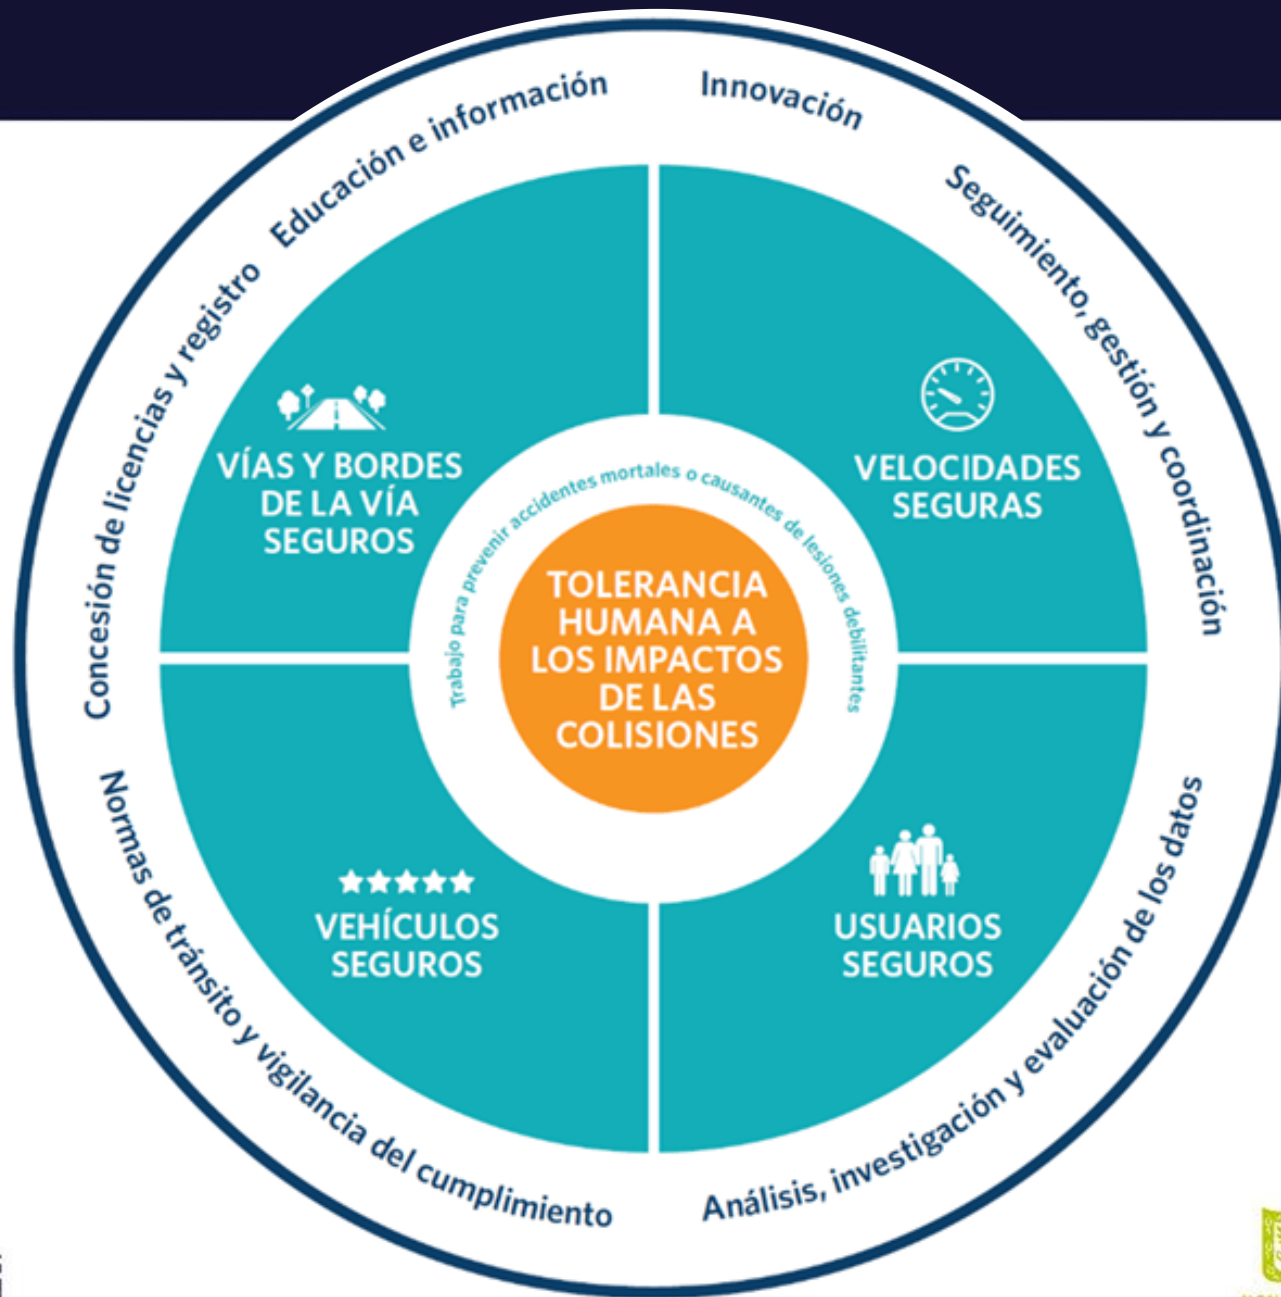 Educación e información
Innovación
Seguimiento, gestión y coordinación
Concesión de licencias y registro
VÍAS Y BORDES
DE LA VÍA
SEGUROS
VELOCIDADES
SEGURAS
Trabajo para prevenir accidentes mortales o causantes de lesiones debilitantes
TOLERANCIA
HUMANA A
LOS IMPACTOS
DE LAS
COLISIONES
VEHÍCULOS
SEGUROS
USUARIOS
SEGUROS
Normas de tránsito y vigilancia del cumplimiento
Análisis, investigación y evaluación de los datos